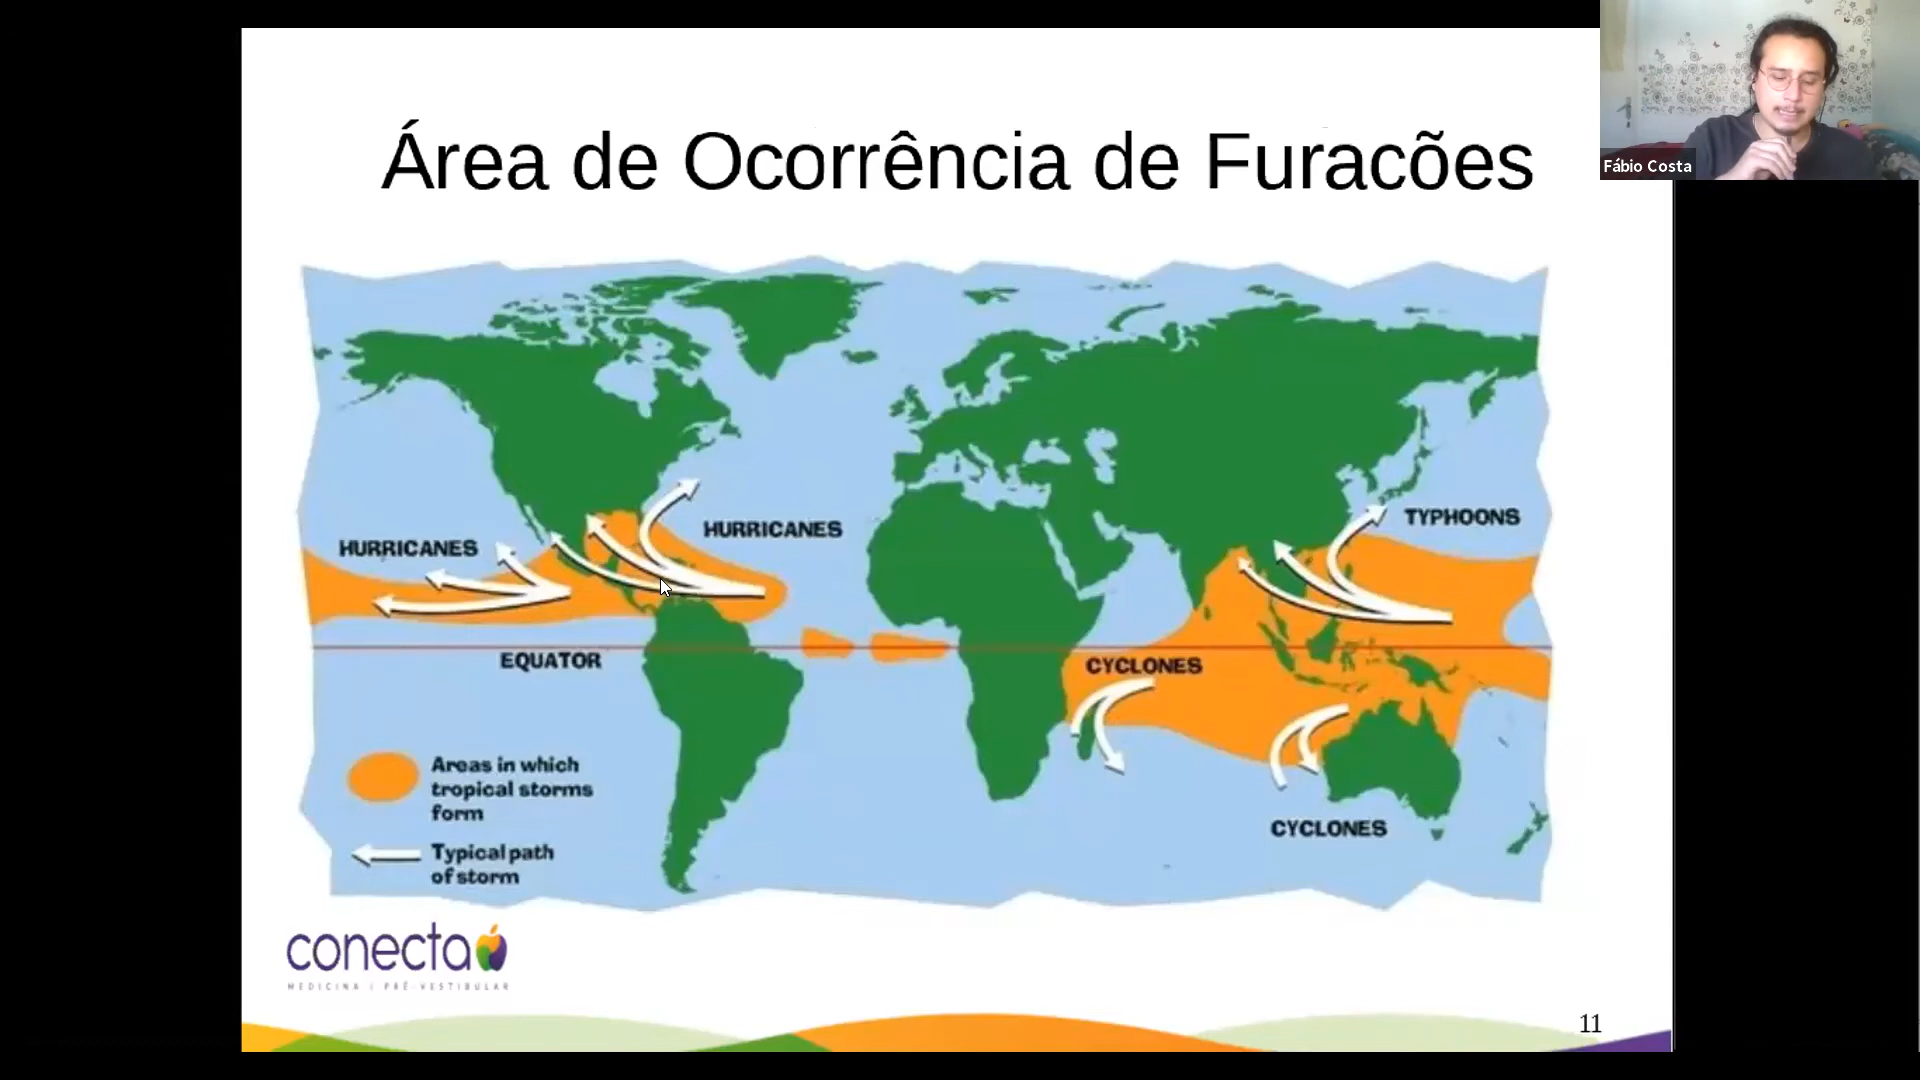 Área de Ocorrência de Furacões
Fábio Costa
HURRICANES
HURRICANES
TYPHOONS
EQUATOR
CYCLONES
CYCLONES
Areas in which
tropical storms
form
Typical path
of storm
conecta
MEDICINA | PRÉ-VESTIBULAR
11